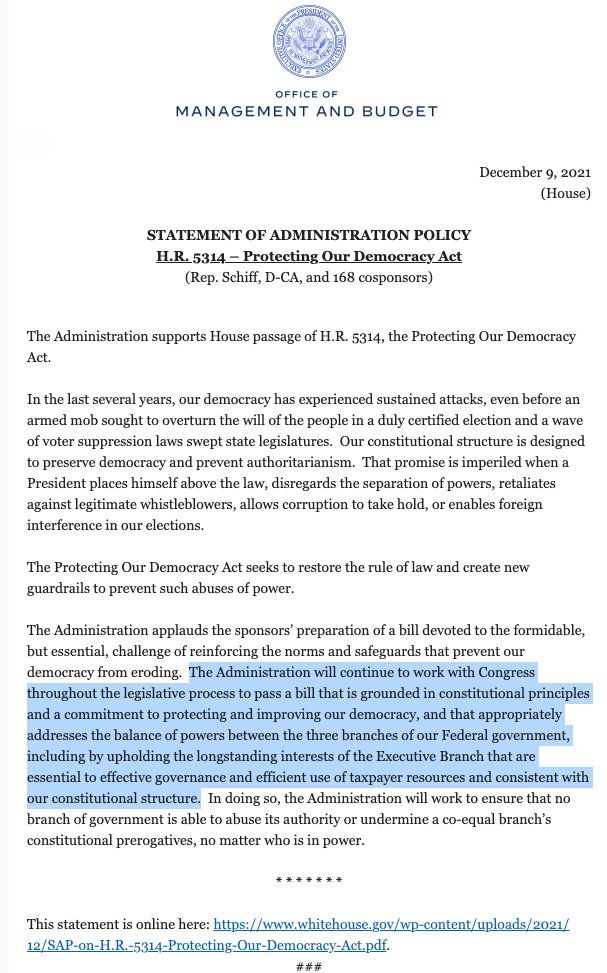 OFFICE OF
MANAGEMENT AND BUDGET
December 9, 2021
(House)
STATEMENT OF ADMINISTRATION POLICY
H.R. 5314 – Protecting Our Democracy Act
(Rep. Schiff, D-CA, and 168 cosponsors)
The Administration supports House passage of H.R. 5314, the Protecting Our Democracy
Act.
In the last several years, our democracy has experienced sustained attacks, even before an
armed mob sought to overturn the will of the people in a duly certified election and a wave
of voter suppression laws swept state legislatures.  Our constitutional structure is designed
to preserve democracy and prevent authoritarianism.  That promise is imperiled when a
President places himself above the law, disregards the separation of powers, retaliates
against legitimate whistleblowers, allows corruption to take hold, or enables foreign
interference in our elections.
The Protecting Our Democracy Act seeks to restore the rule of law and create new
guardrails to prevent such abuses of power.
The Administration applauds the sponsors’ preparation of a bill devoted to the formidable,
but essential, challenge of reinforcing the norms and safeguards that prevent our
democracy from eroding.  The Administration will continue to work with Congress
throughout the legislative process to pass a bill that is grounded in constitutional principles
and a commitment to protecting and improving our democracy, and that appropriately
addresses the balance of powers between the three branches of our Federal government,
including by upholding the longstanding interests of the Executive Branch that are
essential to effective governance and efficient use of taxpayer resources and consistent with
our constitutional structure.  In doing so, the Administration will work to ensure that no
branch of government is able to abuse its authority or undermine a co-equal branch’s
constitutional prerogatives, no matter who is in power.
* * * * * * *
This statement is online here: https://www.whitehouse.gov/wp-content/uploads/2021/
12/SAP-on-H.R.-5314-Protecting-Our-Democracy-Act.pdf.
###